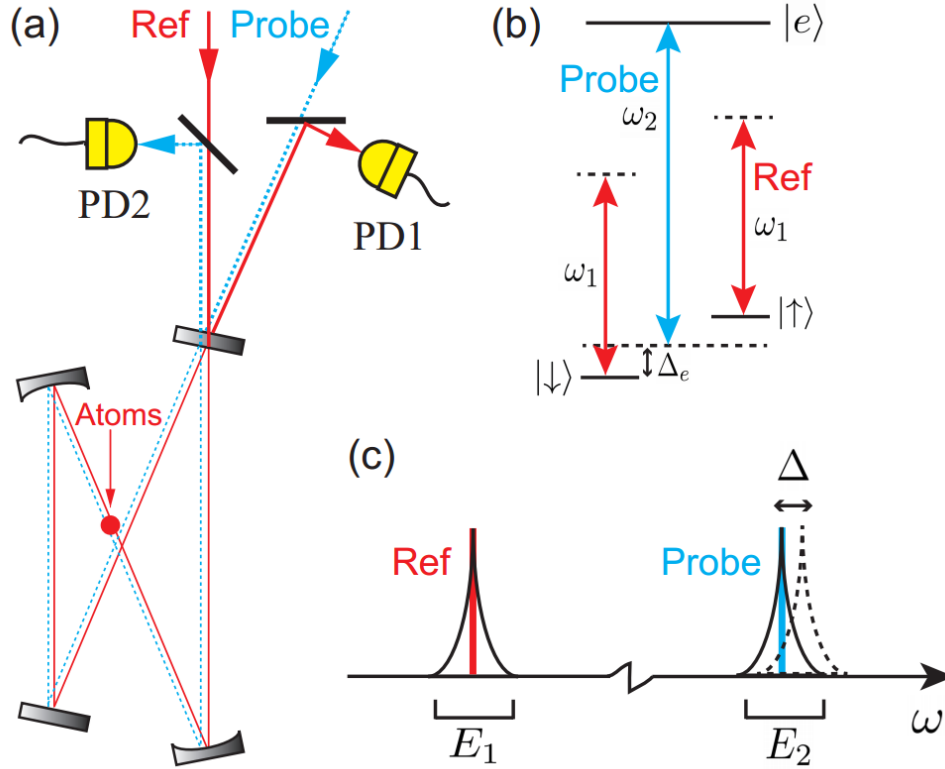 (a)
Ref
Probe
PD2
PD1
Atoms
(b)
|e⟩
Probe
ω₂
Ref
ω₁
ω₁
|↑⟩
|↓⟩
Δₑ
(c)
Δ
Ref
Probe
E₁
E₂
ω